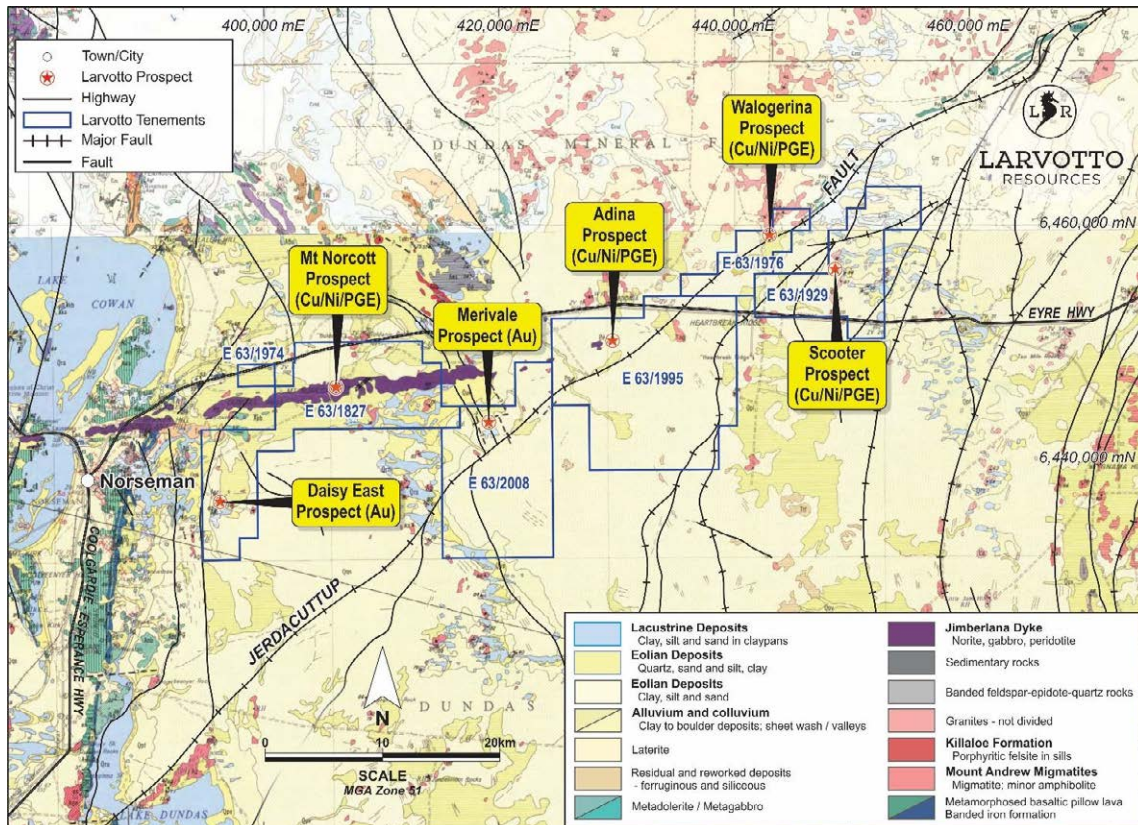 400,000 mE
420,000 mE
440,000 mE
460,000 mE
Town/City
Larvotto Prospect
Highway
Larvotto Tenements
Major Fault
Fault
L R
LARVOTTO
RESOURCES
DUNDAS MINERAL F
Walogerina
Prospect
(Cu/Ni/PGE)
FAULT
Adina
Prospect
(Cu/Ni/PGE)
6,460,000 mN
Mt Norcott
Prospect
(Cu/Ni/PGE)
LAKE
COWAN
E 63/1976
E 63/1929
Merivale
Prospect (Au)
HEARTBREAK RIDGE
EYRE HWY
E 63/1974
E 63/1995
Scooter
Prospect
(Cu/Ni/PGE)
E 63/1827
6,440,000 mN
Norseman
E 63/2008
Daisy East
Prospect (Au)
COOLGARDIE ESPERANCE HWY
JERDACUTTUP
N
DUNDAS
0
10
20km
SCALE
MGA Zone 51
LAKE DUNDAS
Lacustrine Deposits
Clay, silt and sand in claypans
Eolian Deposits
Quartz, sand and silt, clay
Eolian Deposits
Clay, silt and sand
Alluvium and colluvium
Clay to boulder deposits; sheet wash / valleys
Laterite
Residual and reworked deposits
- ferruginous and siliceous
Metadolerite / Metagabbro
Jimberlana Dyke
Norite, gabbro, peridotite
Sedimentary rocks
Banded feldspar-epidote-quartz rocks
Granites - not divided
Killaloe Formation
Porphyritic felsite in sills
Mount Andrew Migmatites
Migmatite; minor amphibolite
Metamorphosed basaltic pillow lava
Banded iron formation